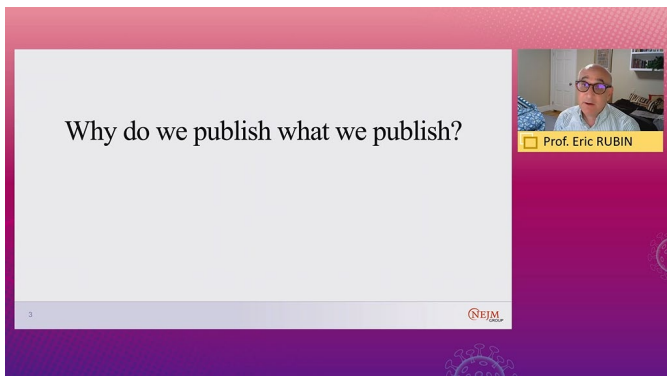 Why do we publish what we publish?
Prof. Eric RUBIN
3
NEJM
GROUP